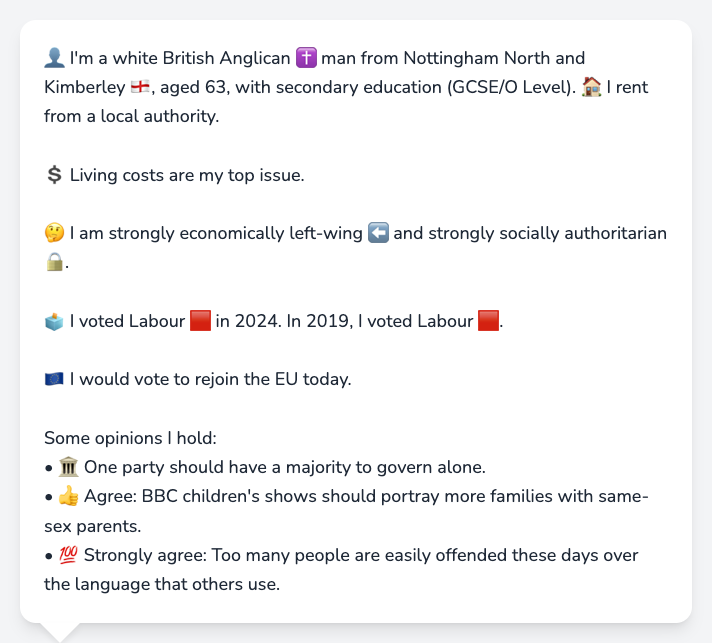 👤 I'm a white British Anglican ✝️ man from Nottingham North and
Kimberley 🏴󠁧󠁢󠁥󠁮󠁧󠁿, aged 63, with secondary education (GCSE/O Level). 🏠 I rent
from a local authority.
💲 Living costs are my top issue.
🤔 I am strongly economically left-wing ⬅️ and strongly socially authoritarian
🔒.
🗳️ I voted Labour 🟥 in 2024. In 2019, I voted Labour 🟥.
🇪🇺 I would vote to rejoin the EU today.
Some opinions I hold:
• 🏛️ One party should have a majority to govern alone.
• 👍 Agree: BBC children's shows should portray more families with same-
sex parents.
• 💯 Strongly agree: Too many people are easily offended these days over
the language that others use.